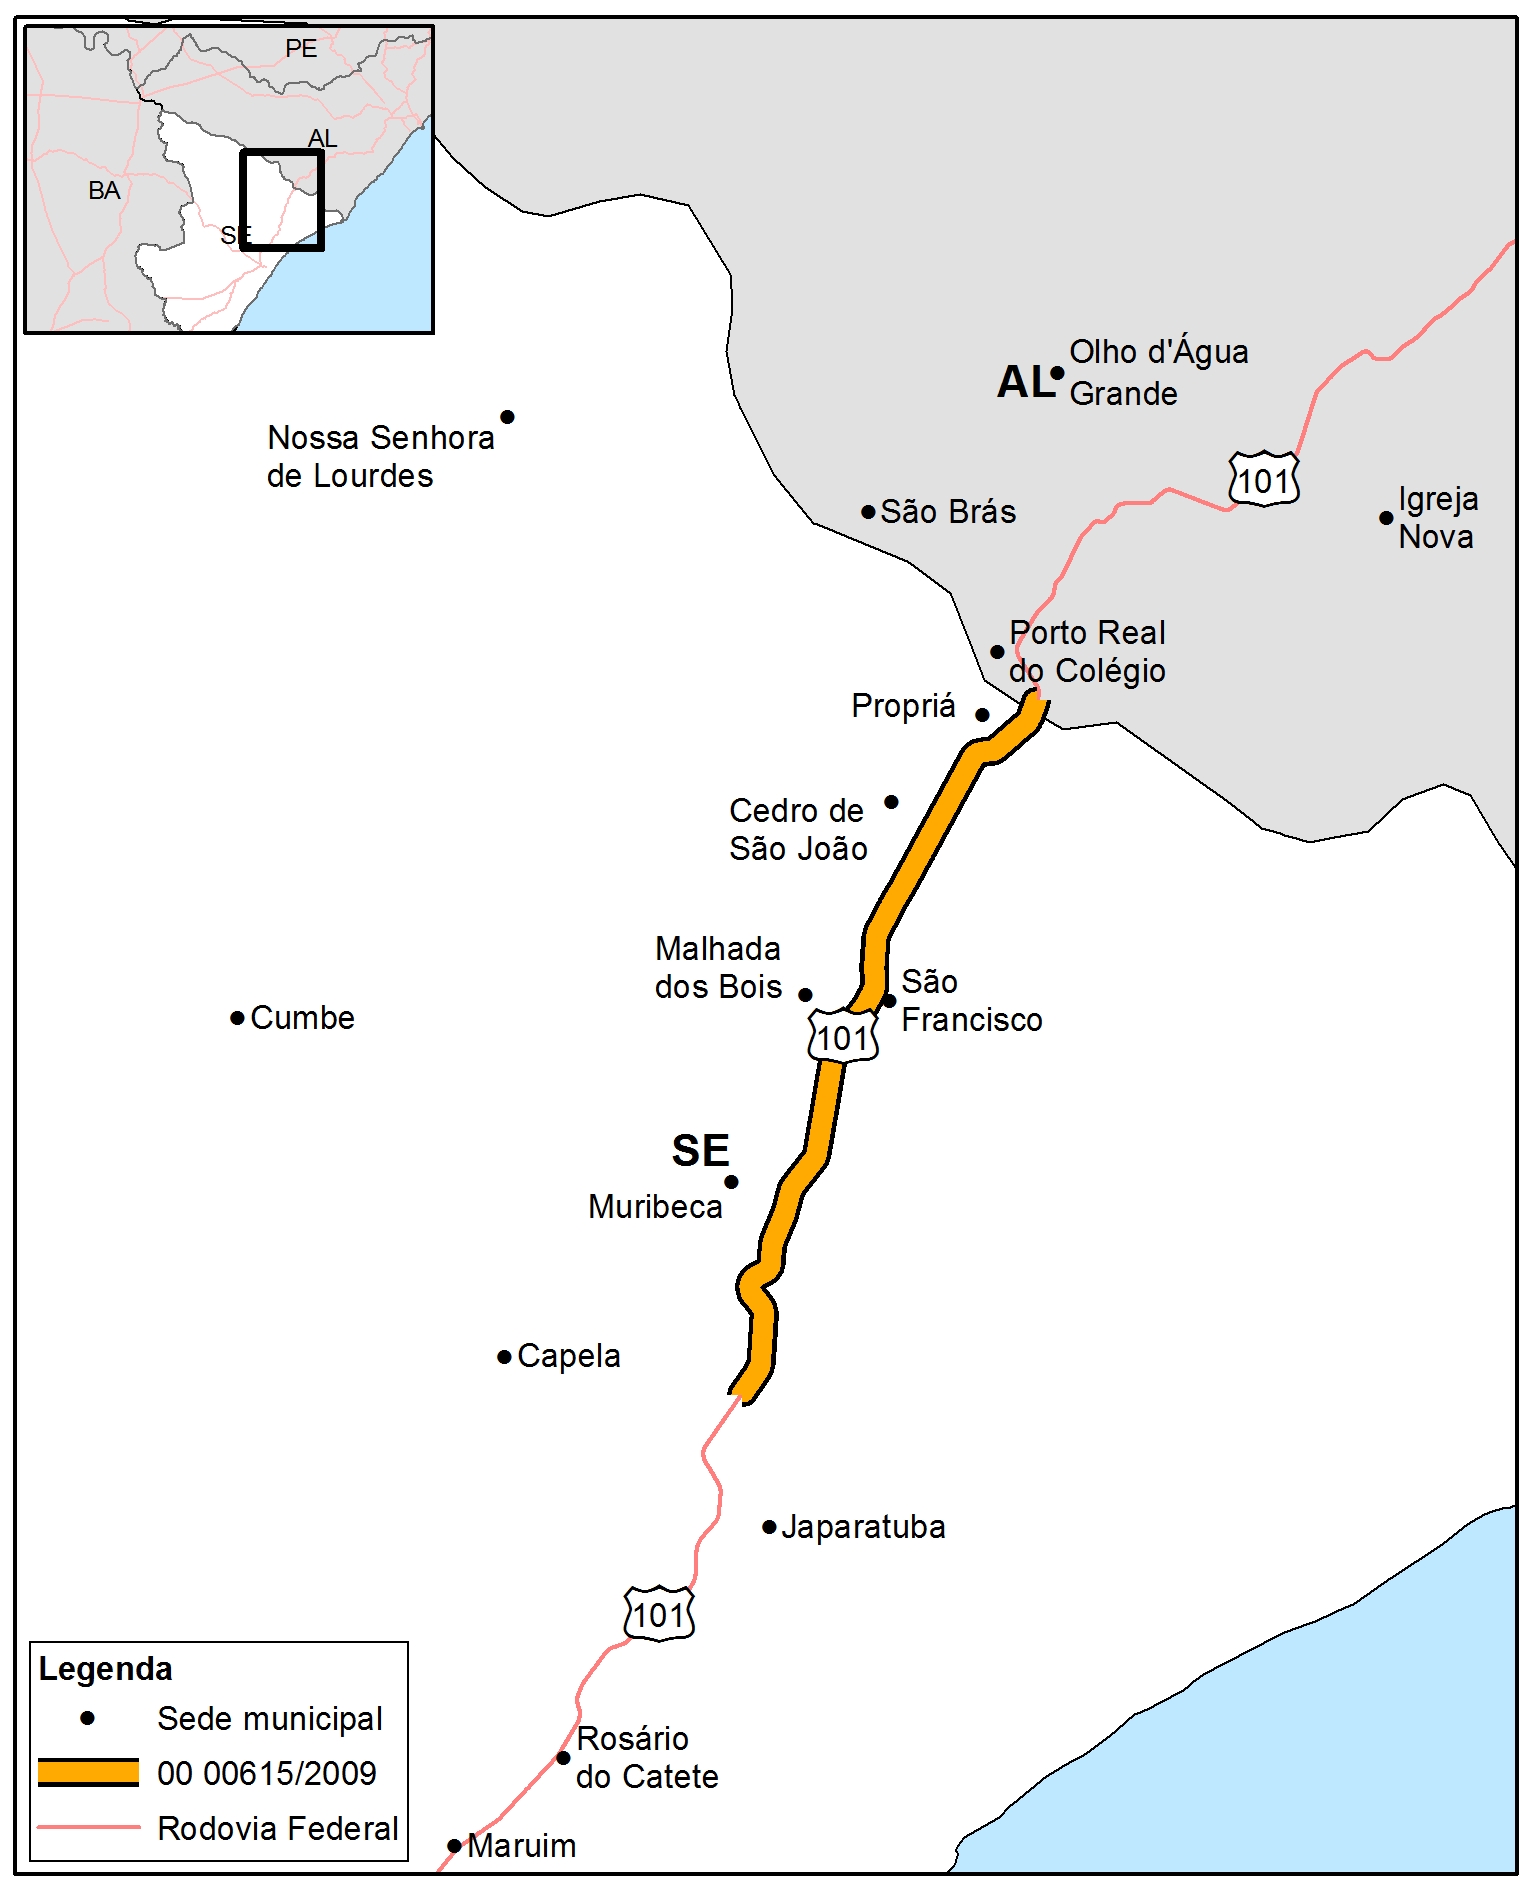 PE
AL
BA
SE
Olho d'Água
Grande
AL
Nossa Senhora
de Lourdes
101
Igreja
Nova
São Brás
Porto Real
do Colégio
Propriá
Cedro de
São João
Malhada
dos Bois
São
Francisco
Cumbe
101
SE
Muribeca
Capela
Japaratuba
101
Rosário
do Catete
Maruim
Legenda
Sede municipal
00 00615/2009
Rodovia Federal